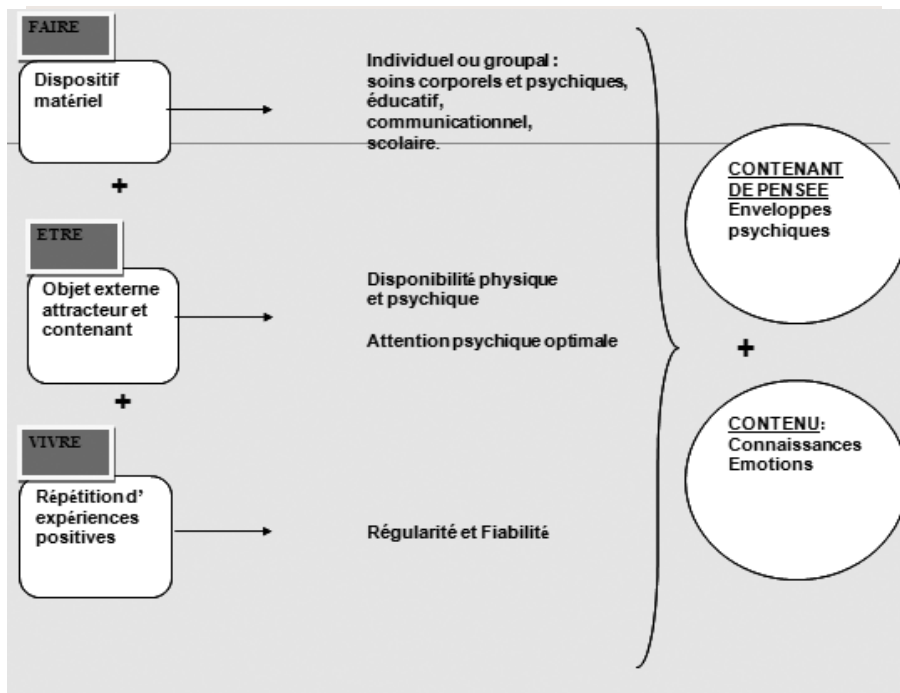 FAIRE
Dispositif
matériel
Individuel ou groupal :
soins corporels et psychiques,
éducatif,
communicationnel,
scolaire.
+
ETRE
Objet externe
attracteur et
contenant
Disponibilité physique
et psychique
Attention psychique optimale
+
VIVRE
Répétition d’
expériences
positives
Régularité et Fiabilité
CONTENANT
DE PENSEE
Enveloppes
psychiques
+
CONTENU:
Connaissances
Emotions